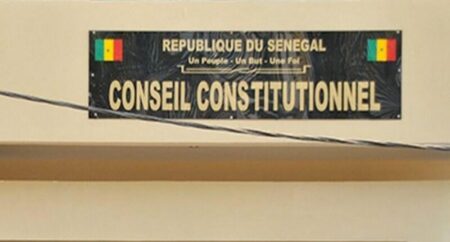 REPUBLIQUE DU SENEGAL
Un Peuple - Un But - Une Foi
CONSEIL CONSTITUTIONNEL